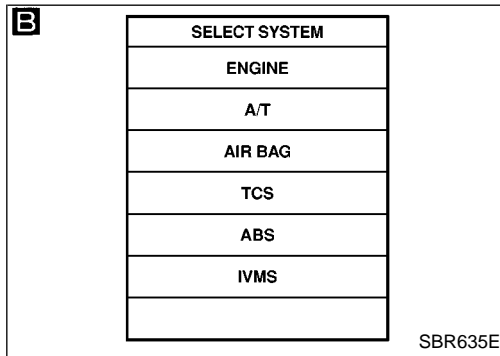 B
SELECT SYSTEM
ENGINE
A/T
AIR BAG
TCS
ABS
IVMS
SBR635E